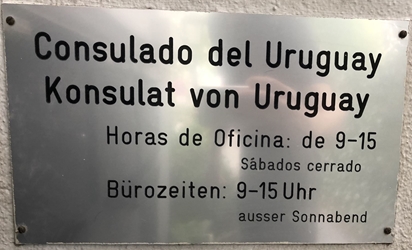 Consulado del Uruguay
Konsulat von Uruguay
Horas de Oficina: de 9-15
Sábados cerrado
Bürozeiten: 9-15 Uhr
ausser Sonnabend